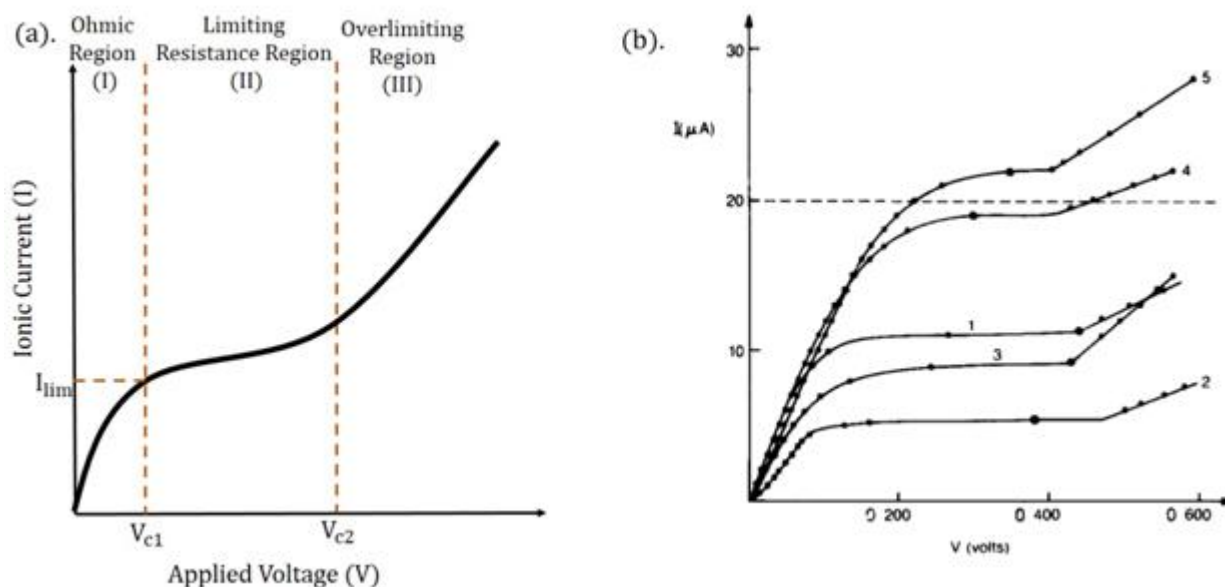 (a).
Ohmic
Region
(I)
Limiting
Resistance Region
(II)
Overlimiting
Region
(III)
Ionic Current (I)
I_lim
V_c1
V_c2
Applied Voltage (V)
(b).
30
I(μA)
20
10
5
4
1
3
2
0 200
0 400
0 600
V (volts)